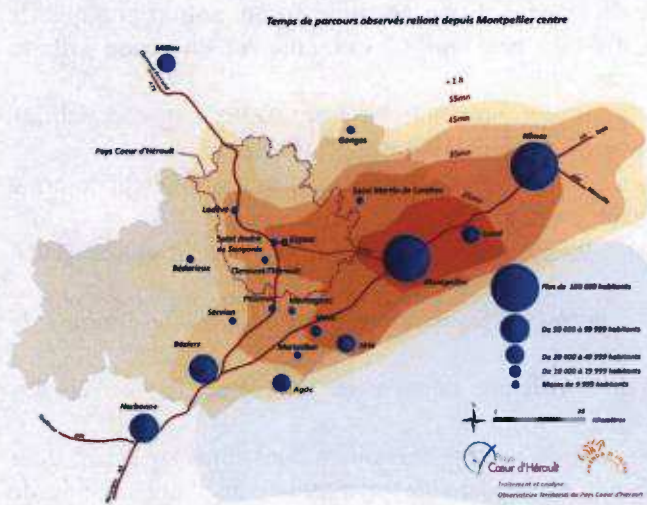 Temps de parcours observés reliant depuis Montpellier centre
Millau
+ 1 h
55mn
45mn
35mn
25mn
Nîmes
Ganges
Pays Coeur d'Hérault
Saint Martin de Londres
Lodève
Lunel
Saint André de Sangonis
Gignac
Clermont l'Hérault
Bédarieux
Montpellier
Pézenas
Montagnac
Servian
Mèze
Sète
Marseillan
Béziers
Agde
Narbonne
A75
Plus de 100 000 habitants
De 50 000 à 99 999 habitants
De 20 000 à 49 999 habitants
De 10 000 à 19 999 habitants
Moins de 9 999 habitants
Kilomètres
Pays
Coeur d'Hérault
Traitement et analyse :
Observatoire Territorial du Pays Coeur d'Hérault